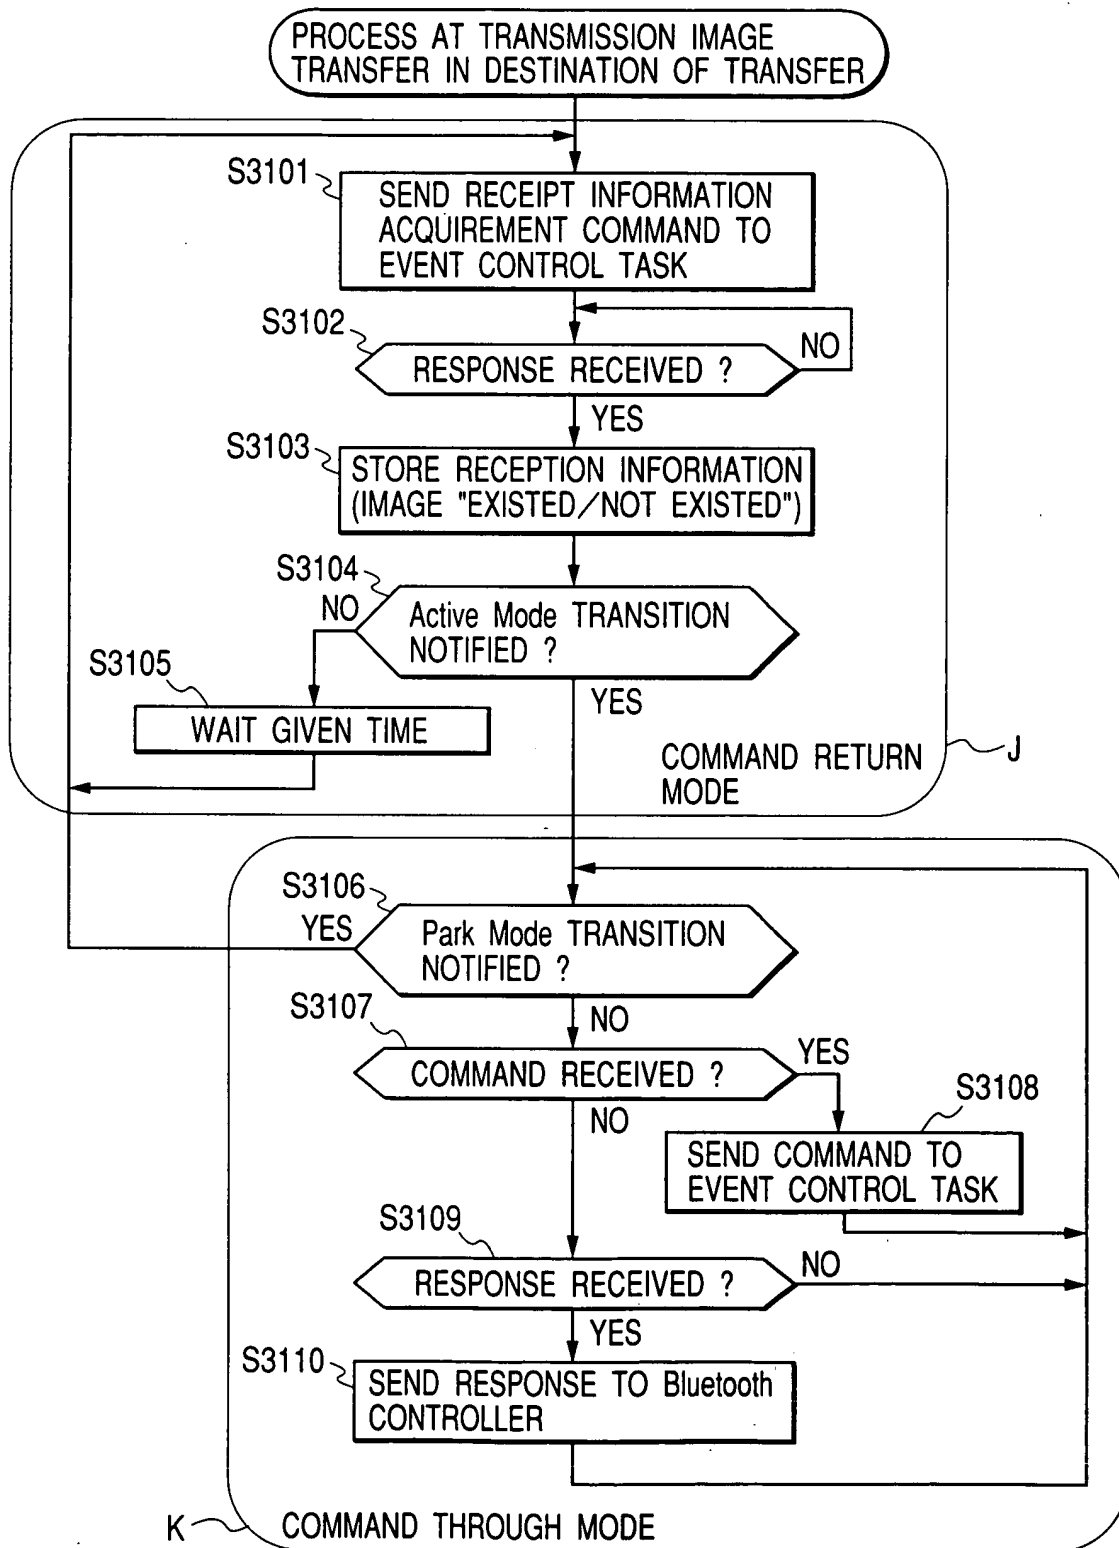 PROCESS AT TRANSMISSION IMAGE
TRANSFER IN DESTINATION OF TRANSFER
S3101
SEND RECEIPT INFORMATION
ACQUIREMENT COMMAND TO
EVENT CONTROL TASK
S3102
RESPONSE RECEIVED ?
NO
YES
S3103
STORE RECEPTION INFORMATION
(IMAGE "EXISTED/NOT EXISTED")
S3104
NO
Active Mode TRANSITION
NOTIFIED ?
S3105
YES
WAIT GIVEN TIME
COMMAND RETURN
MODE
J
S3106
YES
Park Mode TRANSITION
NOTIFIED ?
S3107
NO
COMMAND RECEIVED ?
YES
NO
S3108
SEND COMMAND TO
EVENT CONTROL TASK
S3109
RESPONSE RECEIVED ?
NO
YES
S3110
SEND RESPONSE TO Bluetooth
CONTROLLER
K
COMMAND THROUGH MODE